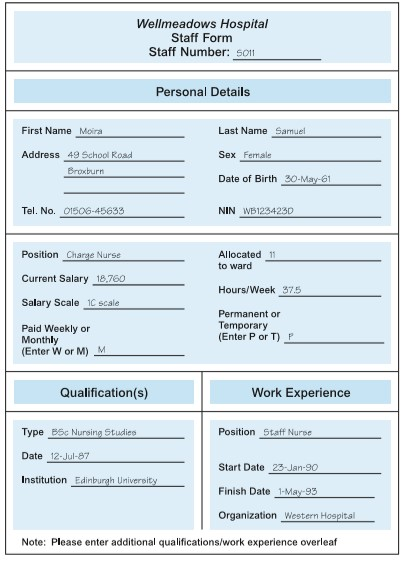 Wellmeadows Hospital
Staff Form
Staff Number: 5011
Personal Details
First Name Moira
Last Name Samuel
Address 49 School Road
Broxburn
Sex Female
Date of Birth 30-May-61
Tel. No. 01506-45633
NIN WB123423D
Position Charge Nurse
Allocated to ward 11
Current Salary 18,760
Hours/Week 37.5
Salary Scale 1C scale
Paid Weekly or
Monthly
(Enter W or M) M
Permanent or
Temporary
(Enter P or T) P
Qualification(s)
Work Experience
Type BSc Nursing Studies
Date 12-Jul-87
Institution Edinburgh University
Position Staff Nurse
Start Date 23-Jan-90
Finish Date 1-May-93
Organization Western Hospital
Note: Please enter additional qualifications/work experience overleaf